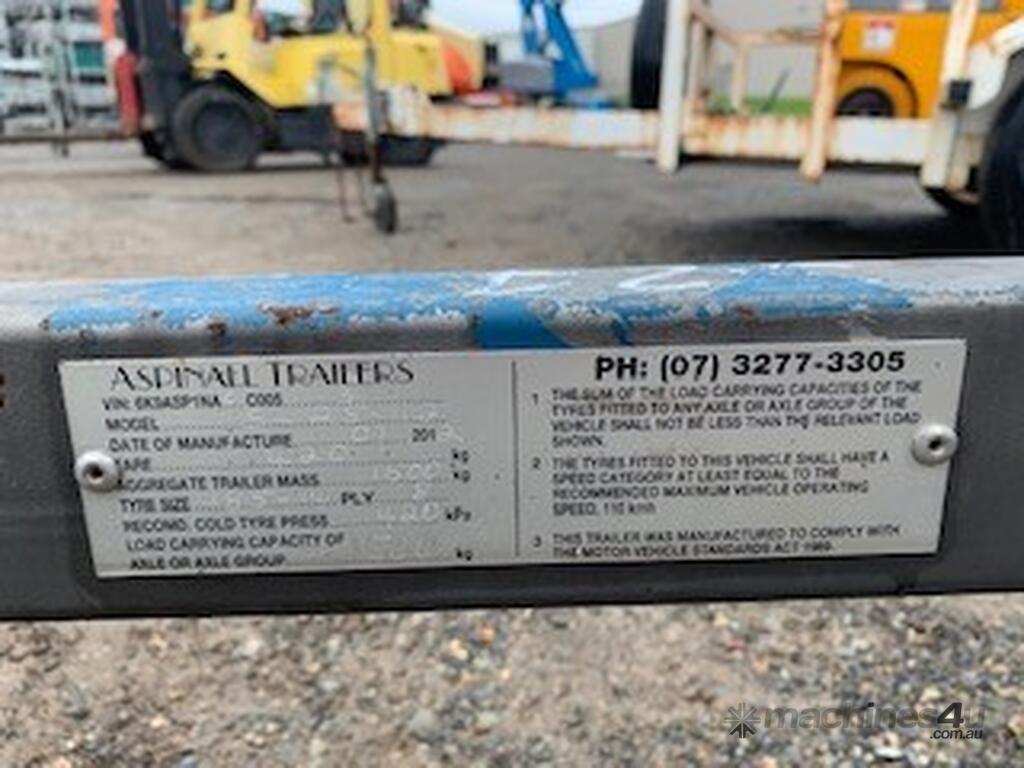 ASPINALL TRAILERS
VIN: 6K9ASP1NA C005
MODEL
DATE OF MANUFACTURE 201
TARE kg
AGGREGATE TRAILER MASS 1500 kg
TYRE SIZE PLY
RECOMD. COLD TYRE PRESS kPa
LOAD CARRYING CAPACITY OF
AXLE OR AXLE GROUP kg
PH: (07) 3277-3305
1 THE SUM OF THE LOAD CARRYING CAPACITIES OF THE
TYRES FITTED TO ANY AXLE OR AXLE GROUP OF THE
VEHICLE SHALL NOT BE LESS THAN THE RELEVANT LOAD
SHOWN.
2 THE TYRES FITTED TO THIS VEHICLE SHALL HAVE A
SPEED CATEGORY AT LEAST EQUAL TO THE
RECOMMENDED MAXIMUM VEHICLE OPERATING
SPEED, 110 km/h
3 THIS TRAILER WAS MANUFACTURED TO COMPLY WITH
THE MOTOR VEHICLE STANDARDS ACT 1989.
machines4u
.com.au